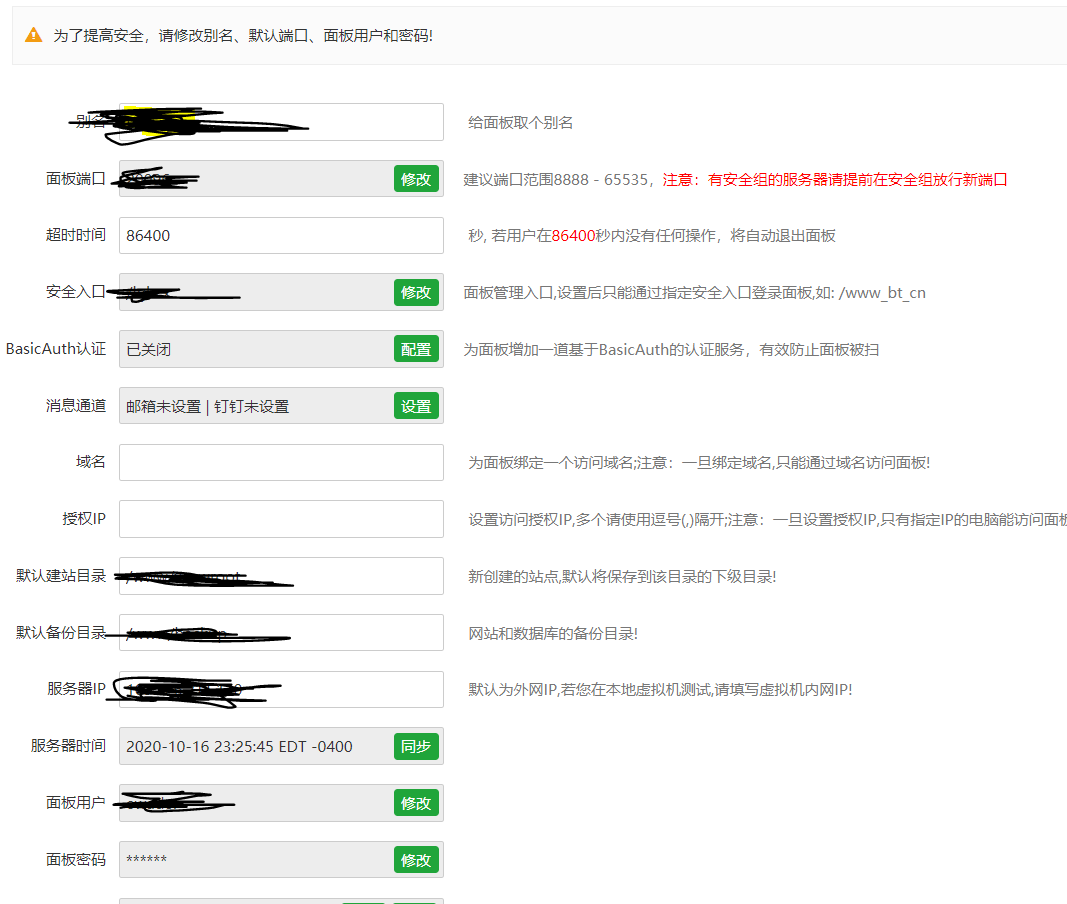 为了提高安全，请修改别名、默认端口、面板用户和密码!
别名 给面板取个别名
面板端口 修改 建议端口范围8888 - 65535，注意：有安全组的服务器请提前在安全组放行新端口
超时时间 86400 秒, 若用户在86400秒内没有任何操作，将自动退出面板
安全入口 修改 面板管理入口,设置后只能通过指定安全入口登录面板,如: /www_bt_cn
BasicAuth认证 已关闭 配置 为面板增加一道基于BasicAuth的认证服务，有效防止面板被扫
消息通道 邮箱未设置 | 钉钉未设置 设置
域名 为面板绑定一个访问域名;注意：一旦绑定域名,只能通过域名访问面板!
授权IP 设置访问授权IP,多个请使用逗号(,)隔开;注意：一旦设置授权IP,只有指定IP的电脑能访问面板
默认建站目录 新创建的站点,默认将保存到该目录的下级目录!
默认备份目录 网站和数据库的备份目录!
服务器IP 默认为外网IP,若您在本地虚拟机测试,请填写虚拟机内网IP!
服务器时间 2020-10-16 23:25:45 EDT -0400 同步
面板用户 修改
面板密码 ****** 修改